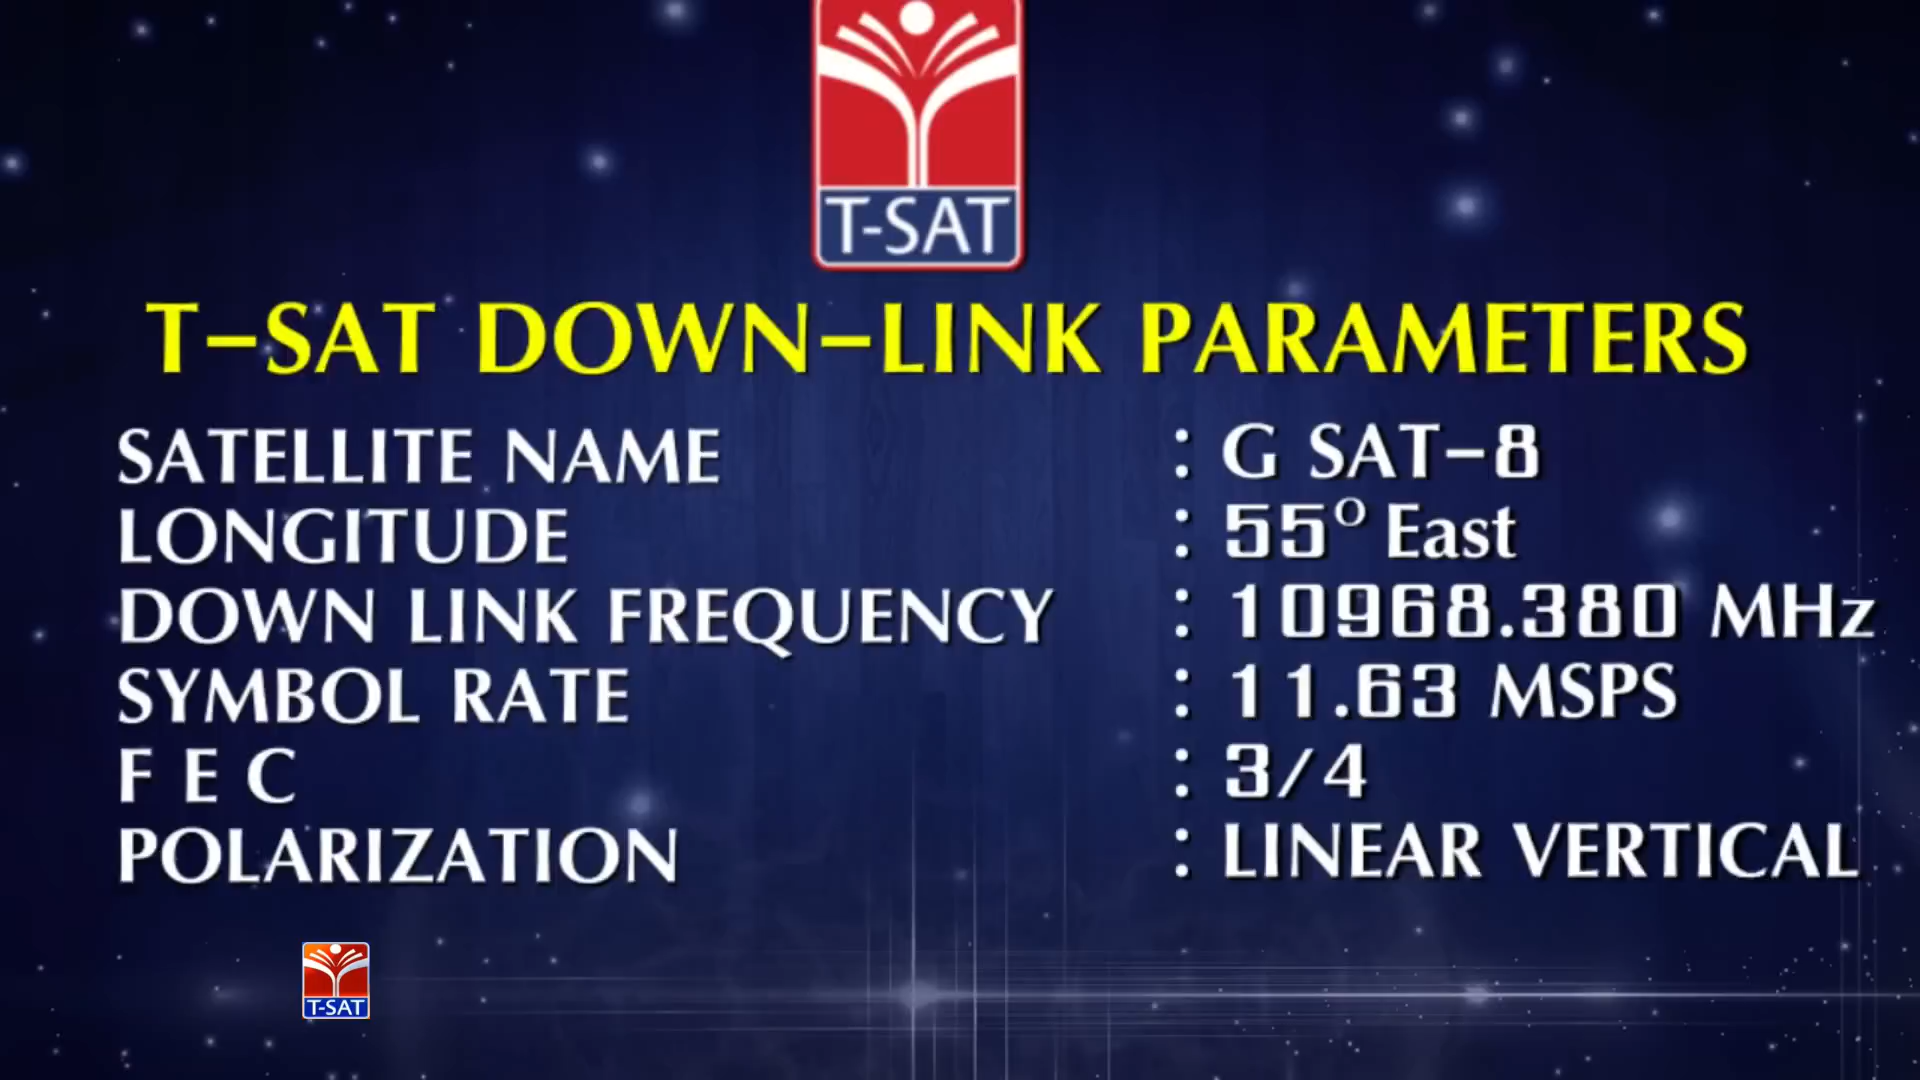 T-SAT
T-SAT DOWN-LINK PARAMETERS
SATELLITE NAME : G SAT-8
LONGITUDE : 55° East
DOWN LINK FREQUENCY : 10968.380 MHz
SYMBOL RATE : 11.63 MSPS
F E C : 3/4
POLARIZATION : LINEAR VERTICAL
T-SAT